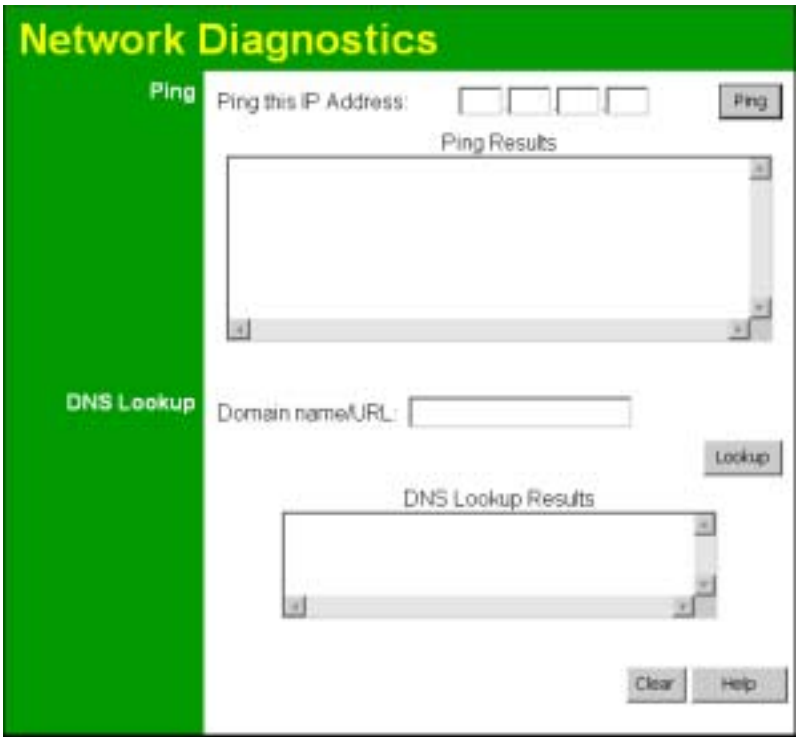 Network Diagnostics
Ping
Ping this IP Address:
Ping
Ping Results
DNS Lookup
Domain name/URL:
Lookup
DNS Lookup Results
Clear
Help